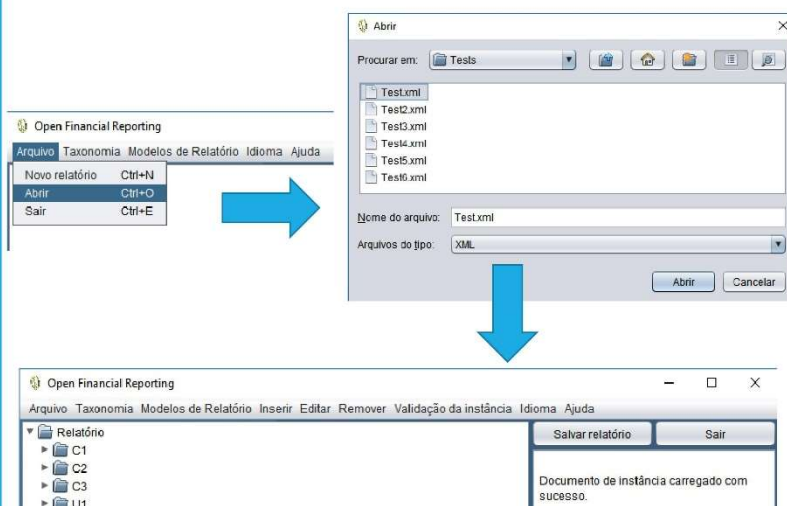 Open Financial Reporting
Arquivo Taxonomia Modelos de Relatório Idioma Ajuda
Novo relatório Ctrl+N
Abrir Ctrl+O
Sair Ctrl+E
Abrir
Procurar em: Tests
Test.xml
Test2.xml
Test3.xml
Test4.xml
Test5.xml
Test6.xml
Nome do arquivo: Test.xml
Arquivos do tipo: XML
Abrir Cancelar
Open Financial Reporting
Arquivo Taxonomia Modelos de Relatório Inserir Editar Remover Validação da instância Idioma Ajuda
Relatório
C1
C2
C3
U1
Salvar relatório Sair
Documento de instância carregado com
sucesso.